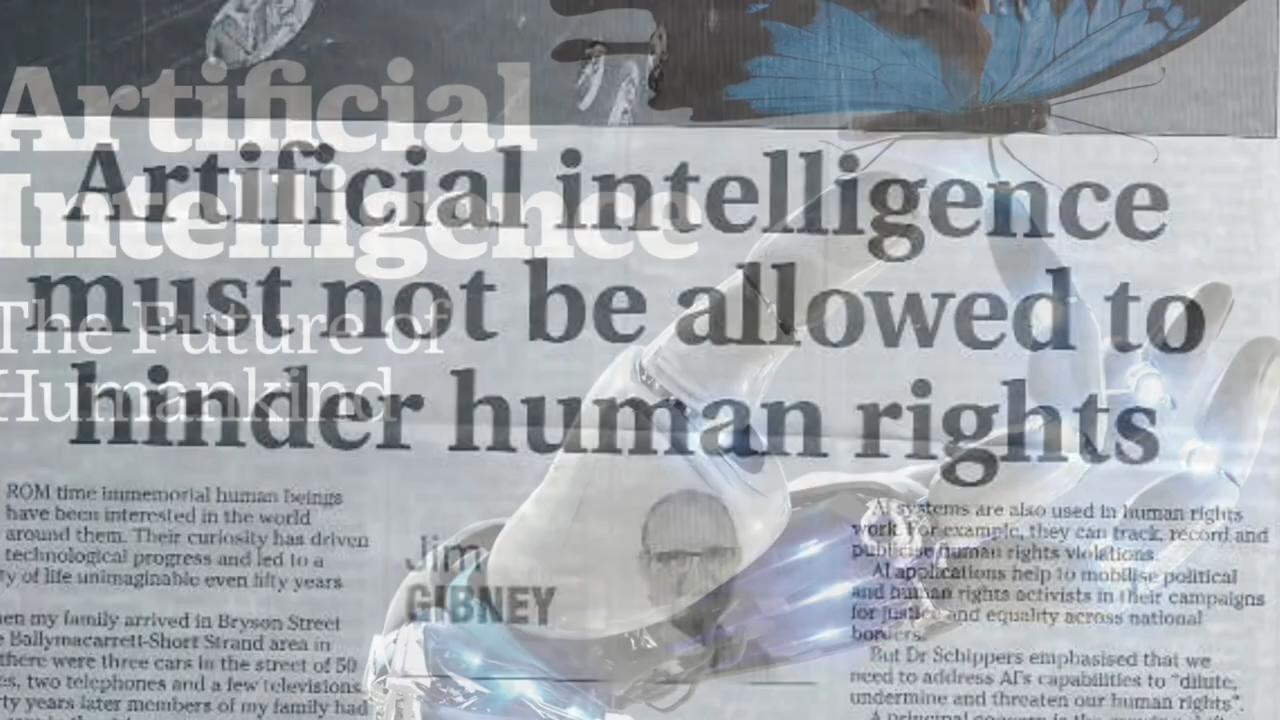 Artificial
Intelligence
The Future of
Humankind
Artificial intelligence
must not be allowed to
hinder human rights
ROM time immemorial human beings
have been interested in the world
around them. Their curiosity has driven
technological progress and led to a
ty of life unimaginable even fifty years
en my family arrived in Bryson Street
Ballymacarrett-Short Strand area in
there were three cars in the street of 50
es, two telephones and a few televisions.
ty years later members of my family had
Jim
GIBNEY
AI systems are also used in human rights
work. For example, they can track, record and
publicise human rights violations.
AI applications help to mobilise political
and human rights activists in their campaigns
for justice and equality across national
borders.
But Dr Schippers emphasised that we
need to address AI's capabilities to "dilute,
undermine and threaten our human rights".